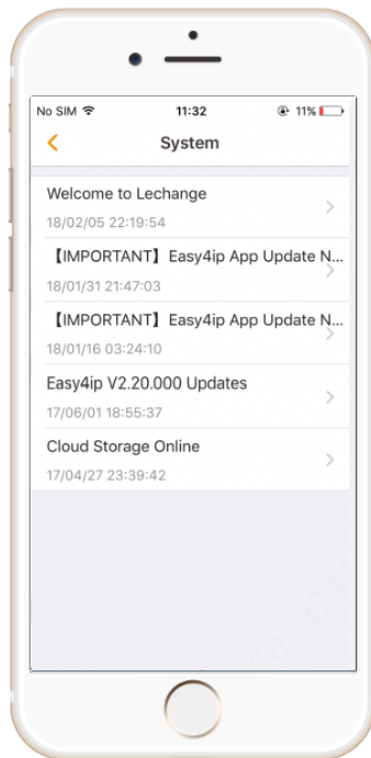 No SIM 11:32 11%
System
Welcome to Lechange
18/02/05 22:19:54
【IMPORTANT】Easy4ip App Update N...
18/01/31 21:47:03
【IMPORTANT】Easy4ip App Update N...
18/01/16 03:24:10
Easy4ip V2.20.000 Updates
17/06/01 18:55:37
Cloud Storage Online
17/04/27 23:39:42